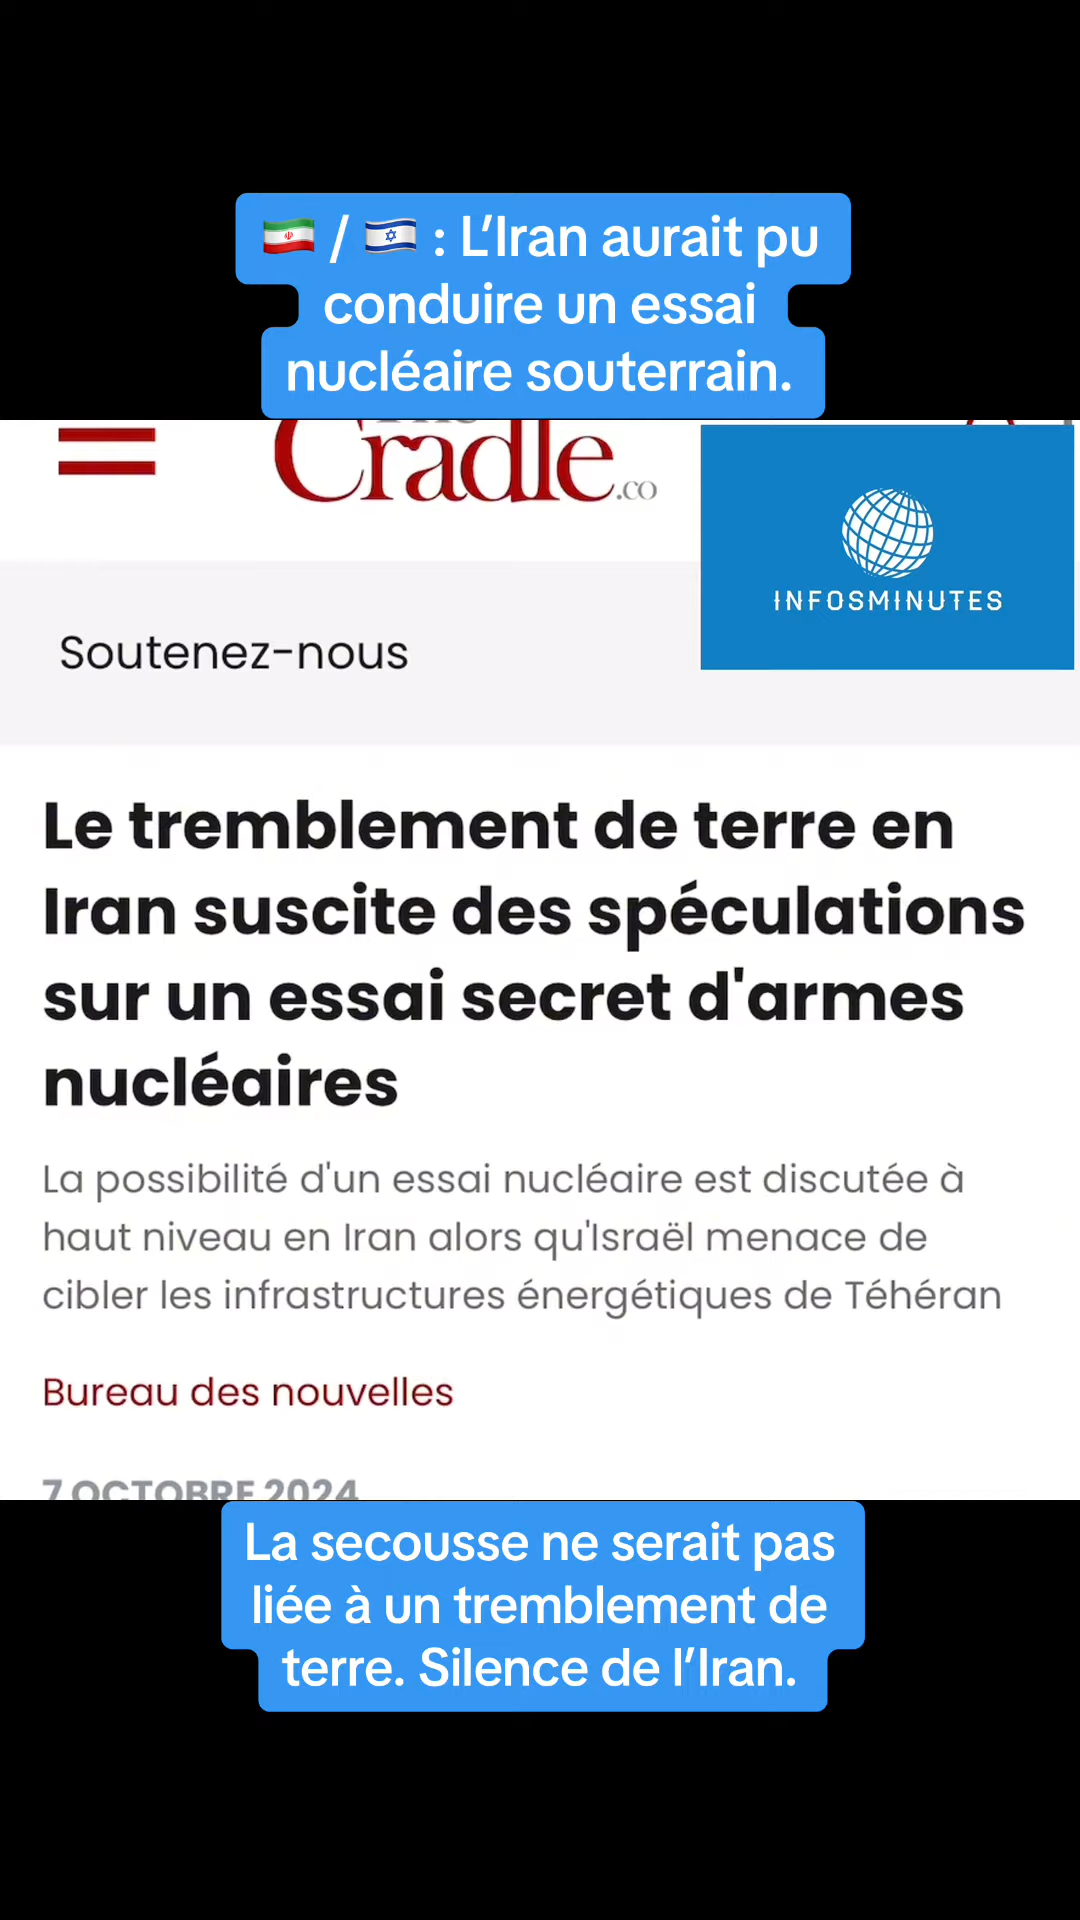 🇮🇷 / 🇮🇱 : L’Iran aurait pu
conduire un essai
nucléaire souterrain.
Cradle.co
INFOSMINUTES
Soutenez-nous
Le tremblement de terre en
Iran suscite des spéculations
sur un essai secret d'armes
nucléaires
La possibilité d'un essai nucléaire est discutée à
haut niveau en Iran alors qu'Israël menace de
cibler les infrastructures énergétiques de Téhéran
Bureau des nouvelles
7 OCTOBRE 2024
La secousse ne serait pas
liée à un tremblement de
terre. Silence de l’Iran.